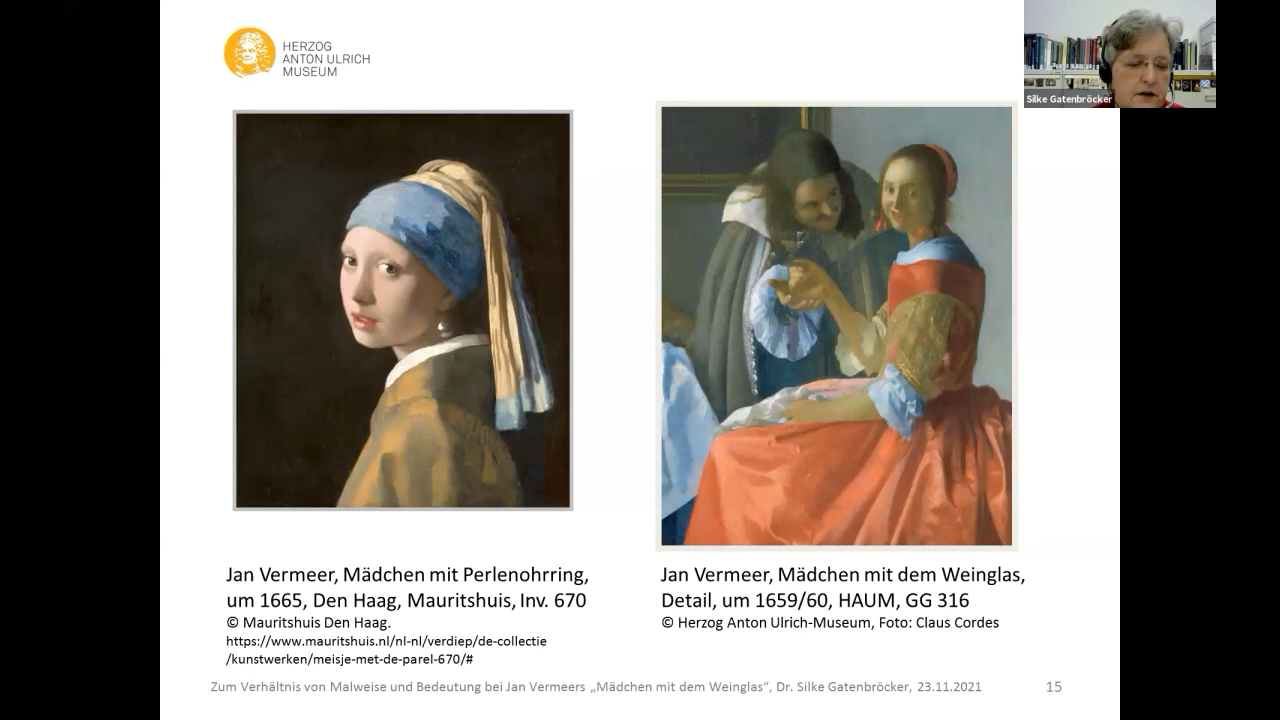 HERZOG
ANTON ULRICH
MUSEUM
Silke Gatenbröcker
Jan Vermeer, Mädchen mit Perlenohrring,
um 1665, Den Haag, Mauritshuis, Inv. 670
© Mauritshuis Den Haag.
https://www.mauritshuis.nl/nl-nl/verdiep/de-collectie
/kunstwerken/meisje-met-de-parel-670/#
Jan Vermeer, Mädchen mit dem Weinglas,
Detail, um 1659/60, HAUM, GG 316
© Herzog Anton Ulrich-Museum, Foto: Claus Cordes
Zum Verhältnis von Malweise und Bedeutung bei Jan Vermeers „Mädchen mit dem Weinglas“, Dr. Silke Gatenbröcker, 23.11.2021
15